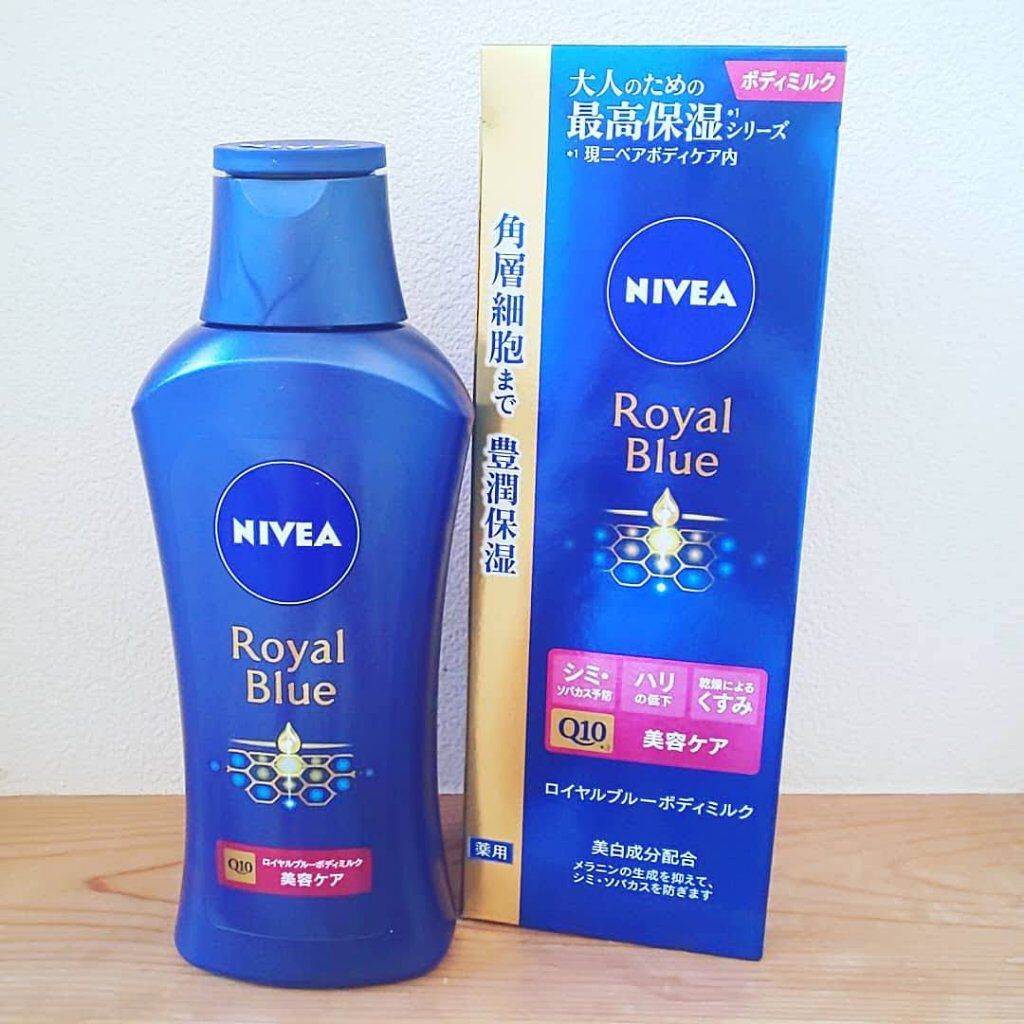 NIVEA
NIVEA
Royal
Blue
Q10
ロイヤルブルーボディミルク
美容ケア
ボディミルク
大人のための
最高保湿*1シリーズ
*1 現ニベアボディケア内
角層細胞まで 豊潤保湿
NIVEA
Royal
Blue
シミ・
ソバカス予防
ハリ
の低下
乾燥による
くすみ
Q10
美容ケア
ロイヤルブルーボディミルク
薬用
美白成分配合
メラニンの生成を抑えて、
シミ・ソバカスを防ぎます